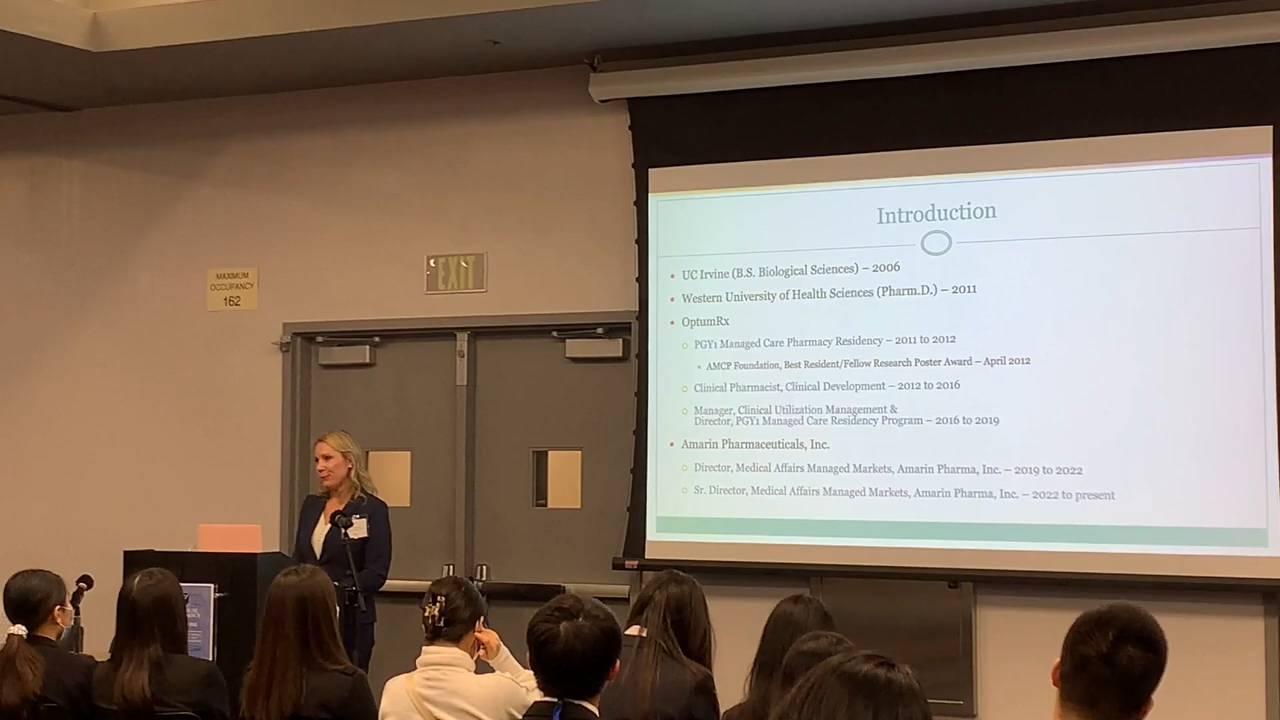 MAXIMUM
OCCUPANCY
162
EXIT
Introduction
• UC Irvine (B.S. Biological Sciesnces) – 2006
• Western University of Health Sciences (Pharm.D.) – 2011
• OptumRx
○ PGY1 Managed Care Pharmacy Residency – 2011 to 2012
• AMCP Foundation, Best Resident/Fellow Research Poster Award – April 2012
○ Clinical Pharmacist, Clinical Development – 2012 to 2016
○ Manager, Clinical Utilization Management &
Director, PGY1 Managed Care Residency Program – 2016 to 2019
• Amarin Pharmaceuticals, Inc.
○ Director, Medical Affairs Managed Markets, Amarin Pharma, Inc. – 2019 to 2022
○ Sr. Director, Medical Affairs Managed Markets, Amarin Pharma, Inc. – 2022 to present